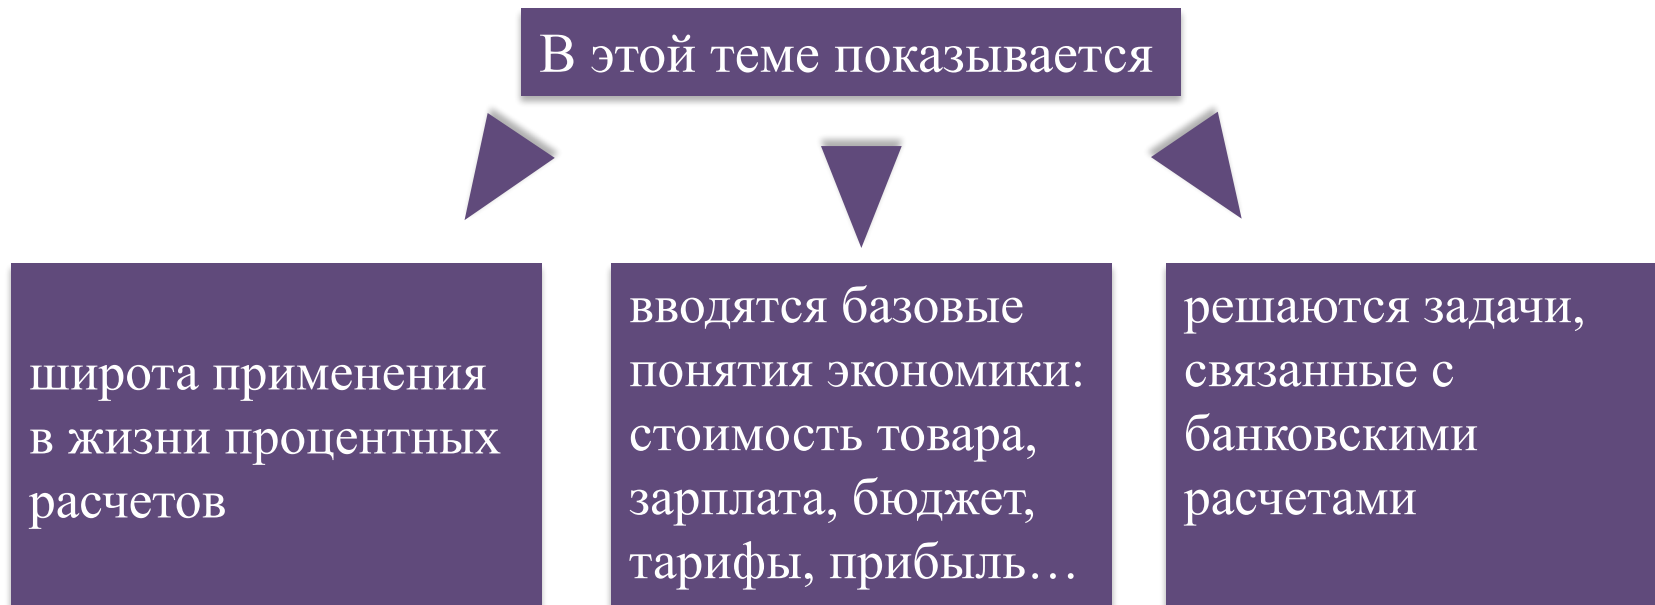 В этой теме показывается
широта применения
в жизни процентных
расчетов
вводятся базовые
понятия экономики:
стоимость товара,
зарплата, бюджет,
тарифы, прибыль…
решаются задачи,
связанные с
банковскими
расчетами